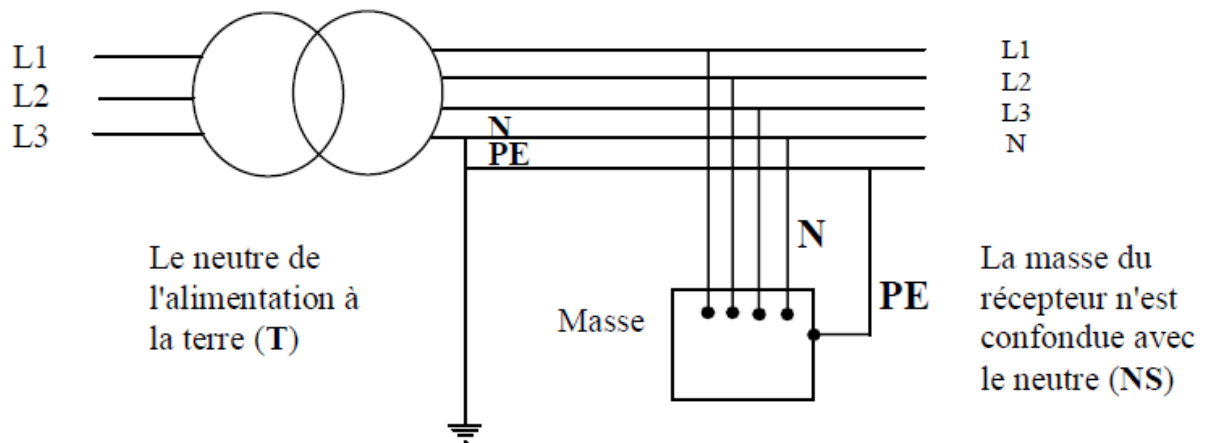 L1
L2
L3
N
PE
L1
L2
L3
N
Le neutre de
l'alimentation à
la terre (T)
Masse
N
PE
La masse du
récepteur n'est
confondue avec
le neutre (NS)